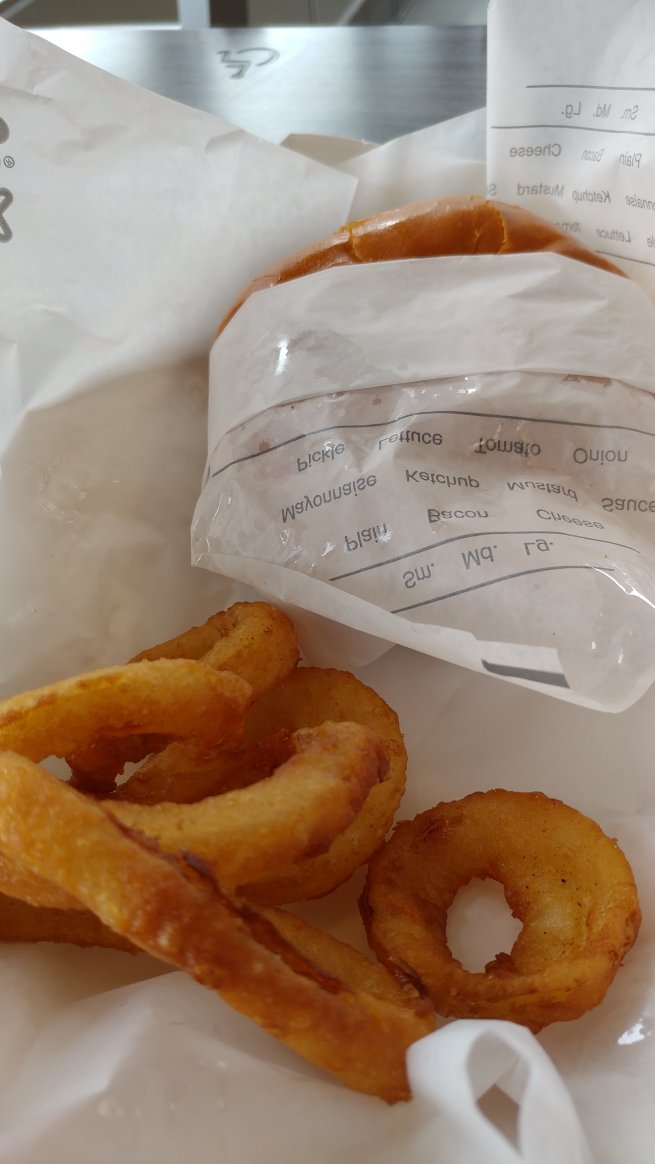 Sm. Md. Lg.
Plain Bacon Cheese
Ketchup Mustard
Lettuce
Pickle Lettuce Tomato Onion
Mayonnaise Ketchup Mustard Sauce
Plain Bacon Cheese
Sm. Md. Lg.